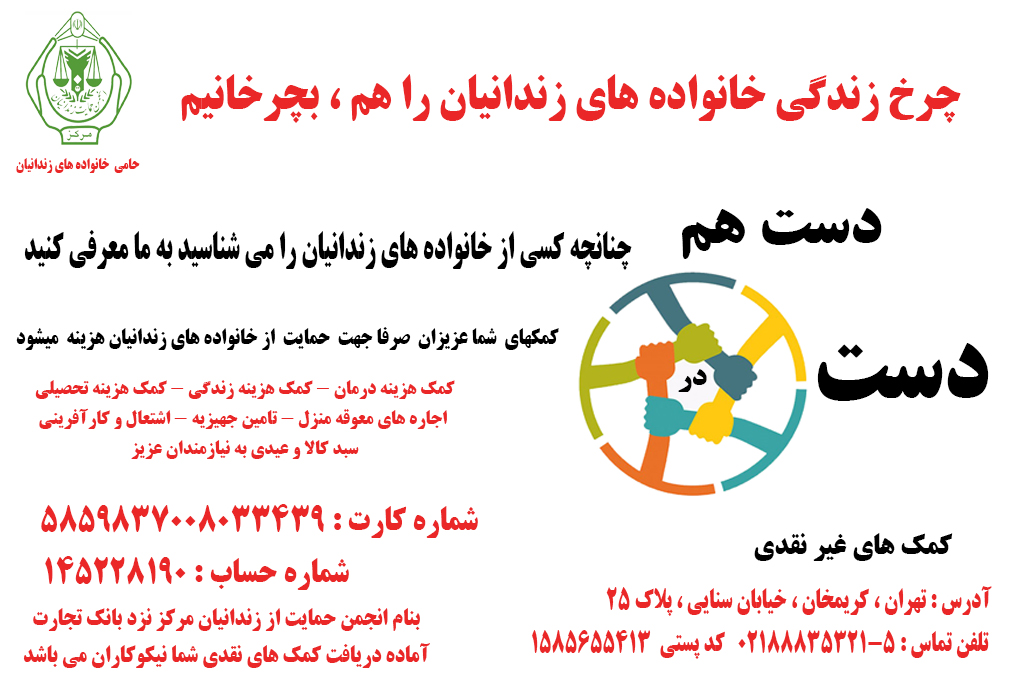 چرخ زندگی خانواده های زندانیان را هم ، بچرخانیم
مرکز
حامی خانواده های زندانیان
دست هم
در
دست
چنانچه کسی از خانواده های زندانیان را می شناسید به ما معرفی کنید
کمکهای شما عزیزان صرفا جهت حمایت از خانواده های زندانیان هزینه میشود
کمک هزینه درمان – کمک هزینه زندگی – کمک هزینه تحصیلی
اجاره های معوقه منزل – تامین جهیزیه – اشتعال و کارآفرینی
سبد کالا و عیدی به نیازمندان عزیز
شماره کارت : ۵۸۵۹۸۳۷۰۰۸۰۳۳۴۳۹
شماره حساب : ۱۴۵۲۲۸۱۹۰
بنام انجمن حمایت از زندانیان مرکز نزد بانک تجارت
آماده دریافت کمک های نقدی شما نیکوکاران می باشد
کمک های غیر نقدی
آدرس : تهران ، کریمخان ، خیابان سنایی ، پلاک ۲۵
تلفن تماس : ۵-۰۲۱۸۸۸۳۵۳۲۱ کد پستی ۱۵۸۵۶۵۵۴۱۳